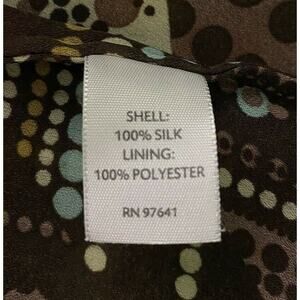 SHELL:
100% SILK
LINING:
100% POLYESTER
RN 97641